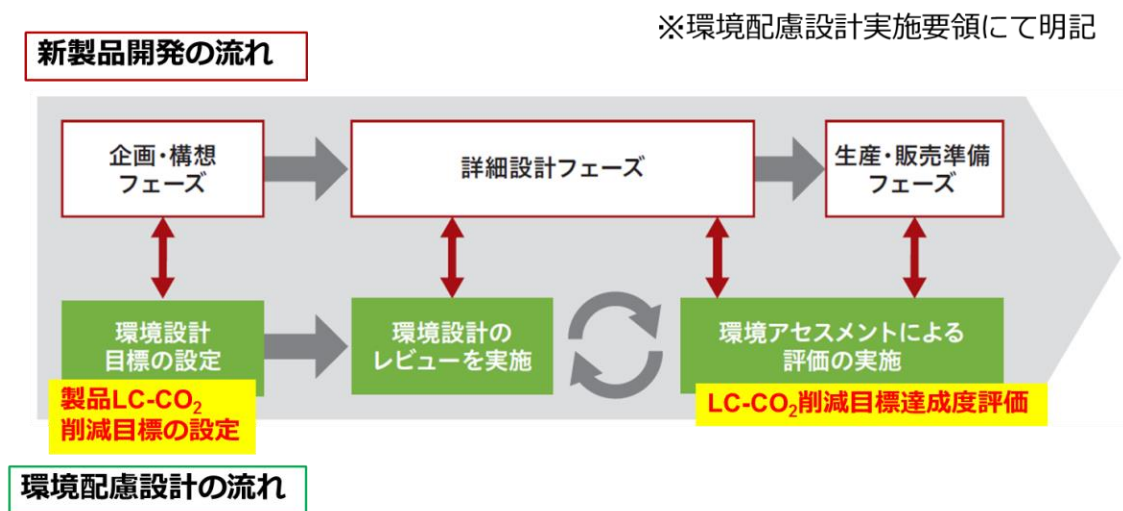 ※環境配慮設計実施要領にて明記
新製品開発の流れ
企画・構想
フェーズ
詳細設計フェーズ
生産・販売準備
フェーズ
環境設計
目標の設定
環境設計の
レビューを実施
環境アセスメントによる
評価の実施
製品LC-CO₂
削減目標の設定
LC-CO₂削減目標達成度評価
環境配慮設計の流れ